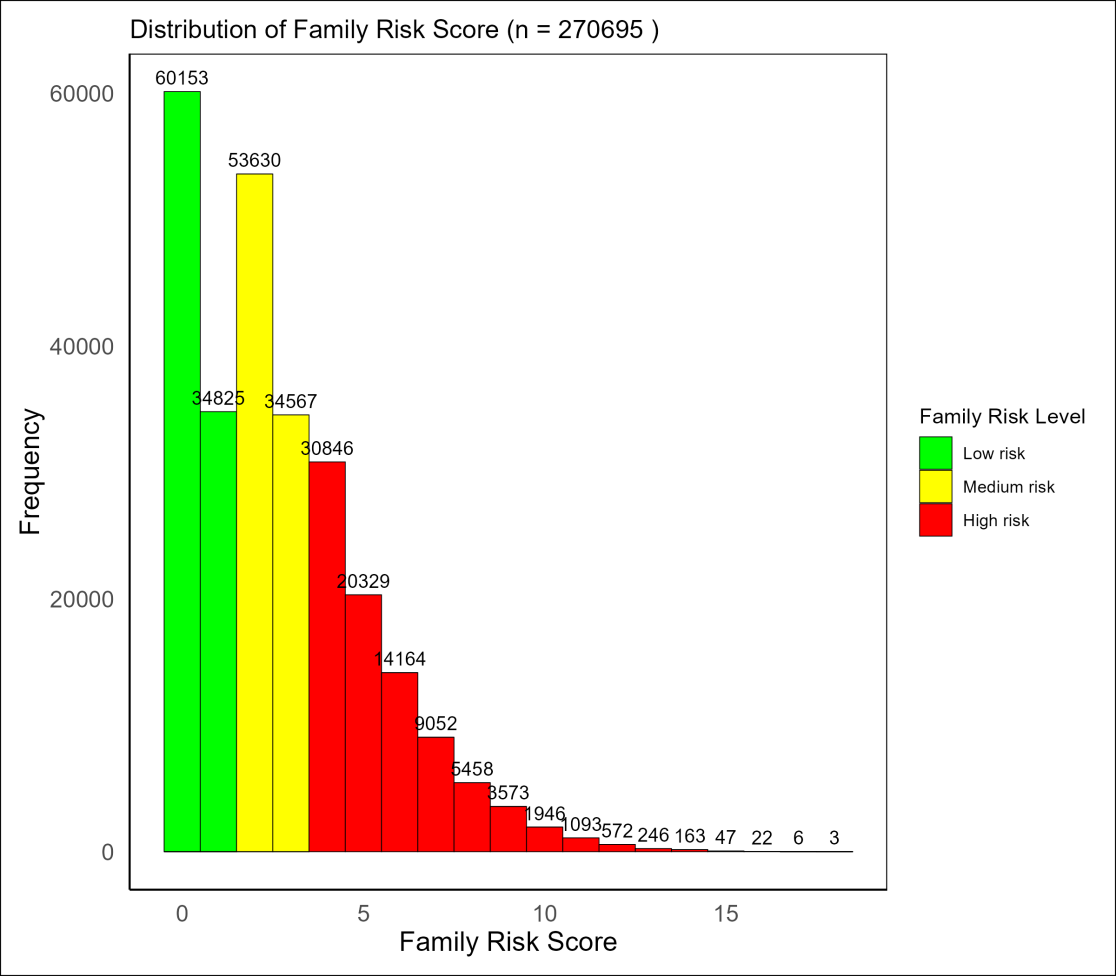 Distribution of Family Risk Score (n = 270695 )
60153
53630
34825
34567
30846
20329
14164
9052
5458
3573
1946
1093
572
246
163
47
22
6
3
60000
40000
20000
0
Frequency
0 5 10 15
Family Risk Score
Family Risk Level
Low risk
Medium risk
High risk